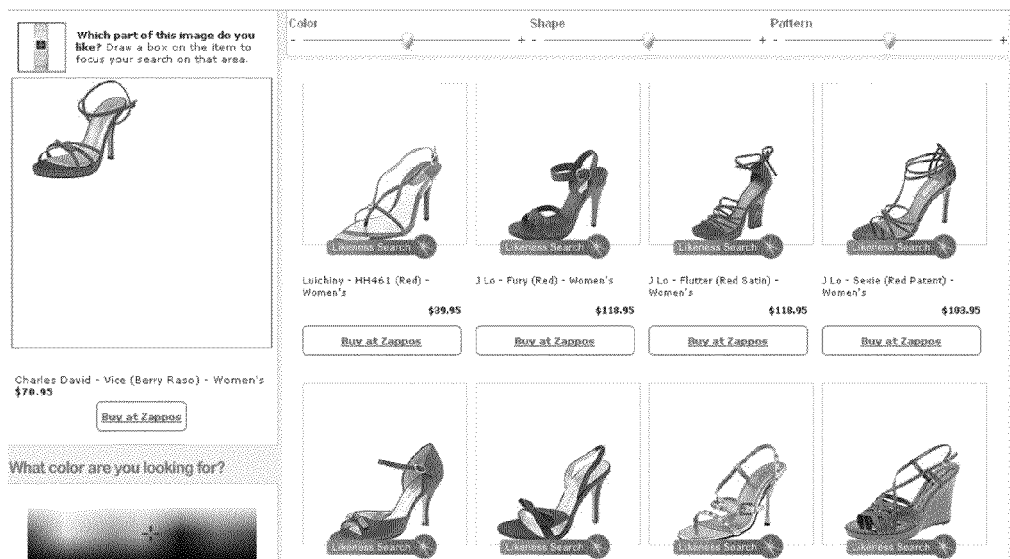 Which part of this image do you
like? Draw a box on the item to
focus your search on that area.
Charles David - Vice (Berry Raso) - Women's
$70.95
Buy at Zappos
What color are you looking for?
Color
Shape
Pattern
- + - + - +
Likeness Search
Likeness Search
Likeness Search
Likeness Search
Luichiny - HH461 (Red) -
Women's
$39.95
Buy at Zappos
J Lo - Fury (Red) - Women's
$118.95
Buy at Zappos
J Lo - Flutter (Red Satin) -
Women's
$118.95
Buy at Zappos
J Lo - Sexie (Red Patent) -
Women's
$103.95
Buy at Zappos
Likeness Search
Likeness Search
Likeness Search
Likeness Search